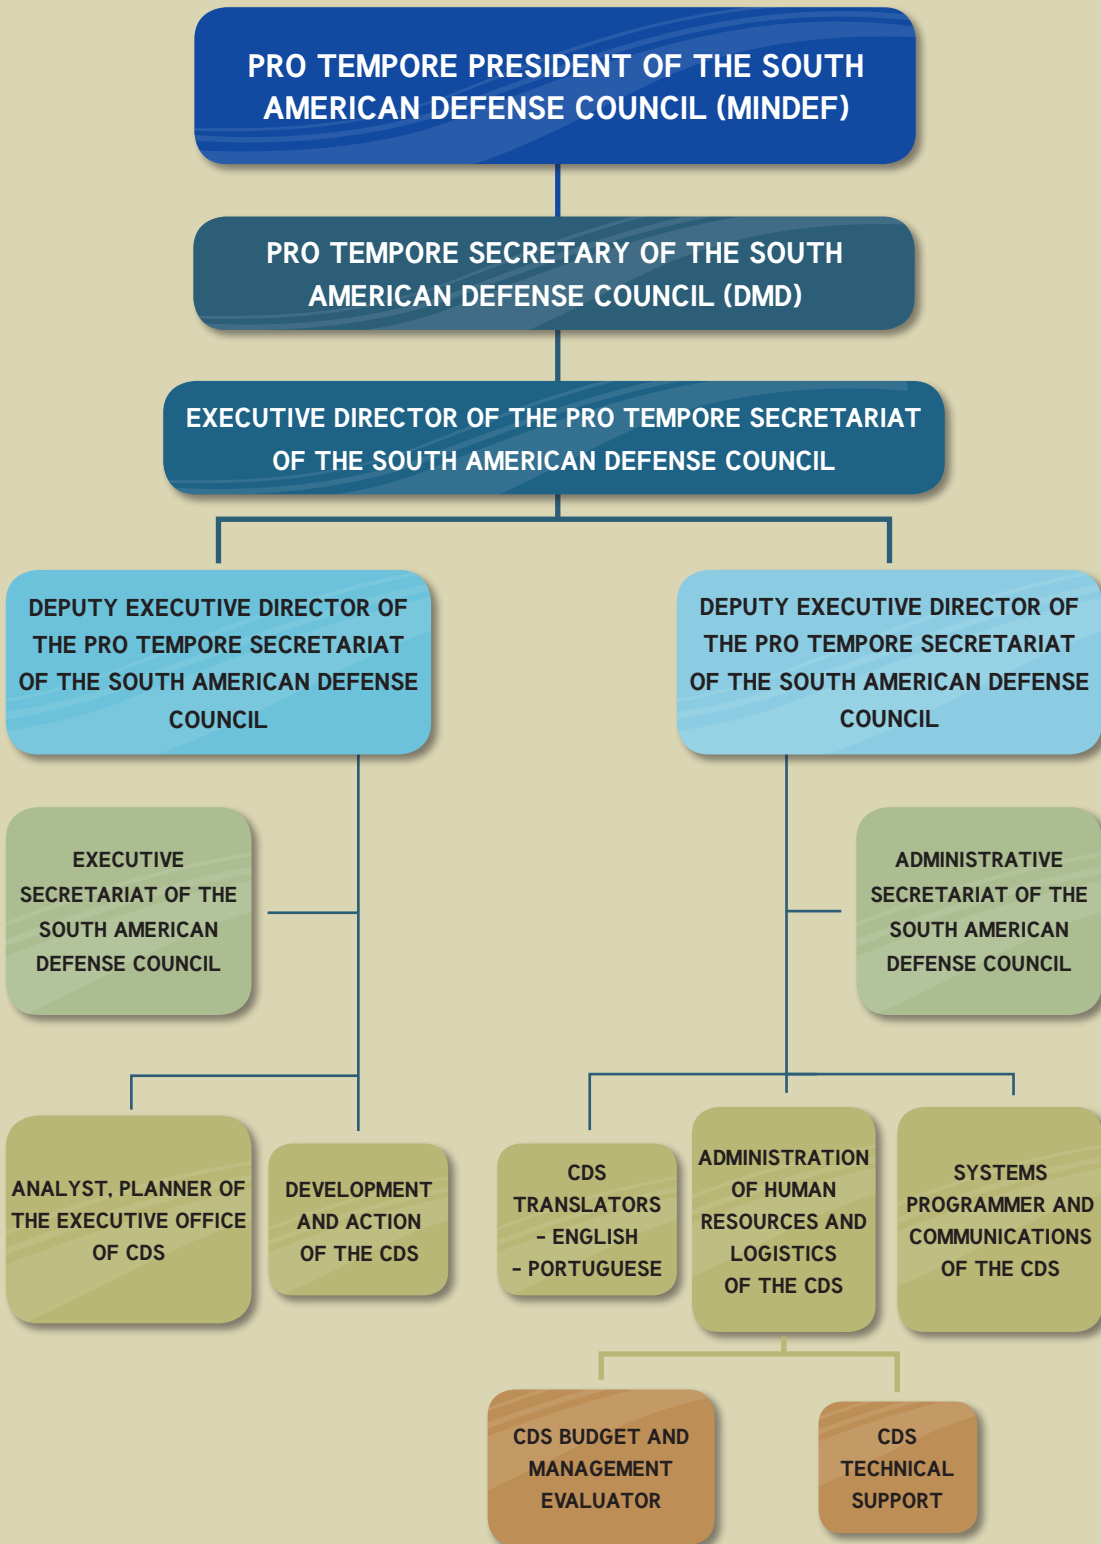 PRO TEMPORE PRESIDENT OF THE SOUTH
AMERICAN DEFENSE COUNCIL (MINDEF)
PRO TEMPORE SECRETARY OF THE SOUTH
AMERICAN DEFENSE COUNCIL (DMD)
EXECUTIVE DIRECTOR OF THE PRO TEMPORE SECRETARIAT
OF THE SOUTH AMERICAN DEFENSE COUNCIL
DEPUTY EXECUTIVE DIRECTOR OF
THE PRO TEMPORE SECRETARIAT
OF THE SOUTH AMERICAN DEFENSE
COUNCIL
DEPUTY EXECUTIVE DIRECTOR OF
THE PRO TEMPORE SECRETARIAT
OF THE SOUTH AMERICAN DEFENSE
COUNCIL
EXECUTIVE
SECRETARIAT OF THE
SOUTH AMERICAN
DEFENSE COUNCIL
ADMINISTRATIVE
SECRETARIAT OF THE
SOUTH AMERICAN
DEFENSE COUNCIL
ANALYST, PLANNER OF
THE EXECUTIVE OFFICE
OF CDS
DEVELOPMENT
AND ACTION
OF THE CDS
CDS
TRANSLATORS
– ENGLISH
– PORTUGUESE
ADMINISTRATION
OF HUMAN
RESOURCES AND
LOGISTICS
OF THE CDS
SYSTEMS
PROGRAMMER AND
COMMUNICATIONS
OF THE CDS
CDS BUDGET AND
MANAGEMENT
EVALUATOR
CDS
TECHNICAL
SUPPORT